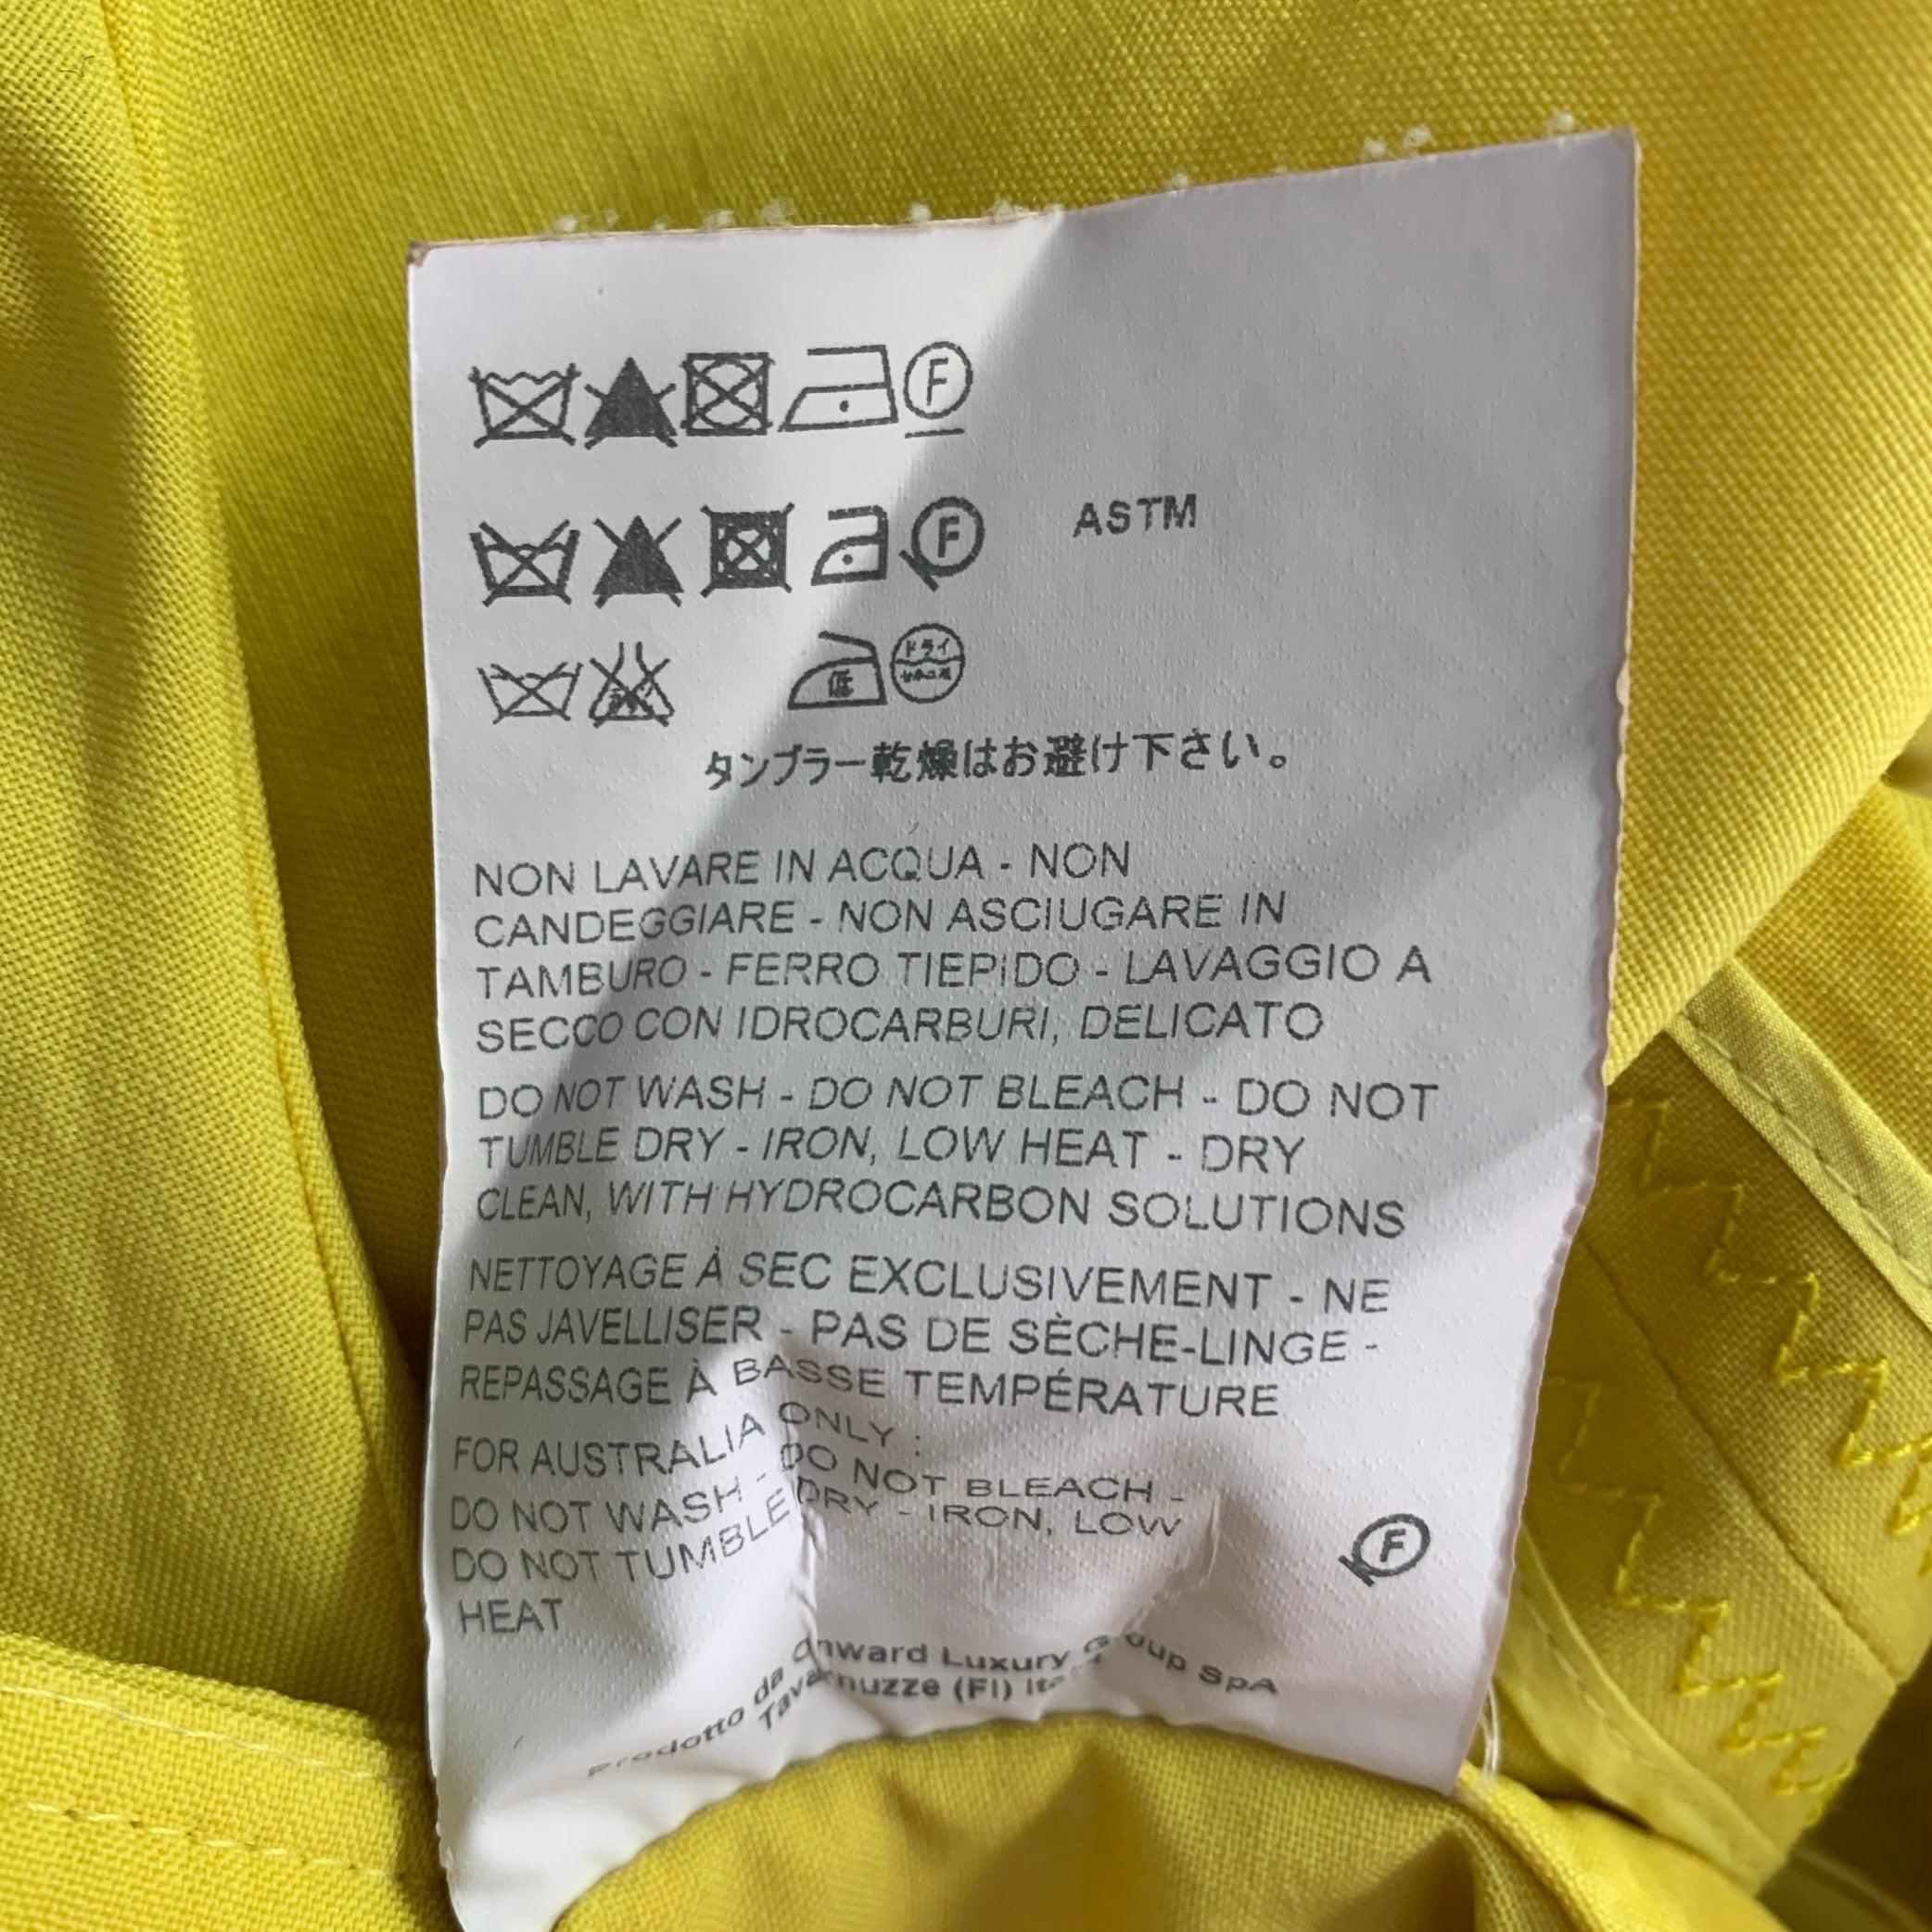 F
F ASTM
低 ドライ
タンブラー乾燥はお避け下さい。
NON LAVARE IN ACQUA - NON
CANDEGGIARE - NON ASCIUGARE IN
TAMBURO - FERRO TIEPIDO - LAVAGGIO A
SECCO CON IDROCARBURI, DELICATO
DO NOT WASH - DO NOT BLEACH - DO NOT
TUMBLE DRY - IRON, LOW HEAT - DRY
CLEAN, WITH HYDROCARBON SOLUTIONS
NETTOYAGE À SEC EXCLUSIVEMENT - NE
PAS JAVELLISER - PAS DE SÈCHE-LINGE -
REPASSAGE À BASSE TEMPÉRATURE
FOR AUSTRALIA ONLY :
DO NOT WASH - DO NOT BLEACH -
DO NOT TUMBLE DRY - IRON, LOW
HEAT
F
Prodotto da Onward Luxury Group SpA
Tavarnuzze (FI)